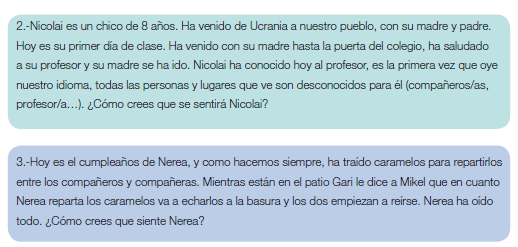 2.-Nicolai es un chico de 8 años. Ha venido de Ucrania a nuestro pueblo, con su madre y padre.
Hoy es su primer día de clase. Ha venido con su madre hasta la puerta del colegio, ha saludado
a su profesor y su madre se ha ido. Nicolai ha conocido hoy al profesor, es la primera vez que oye
nuestro idioma, todas las personas y lugares que ve son desconocidos para él (compañeros/as,
profesor/a…). ¿Cómo crees que se sentirá Nicolai?
3.-Hoy es el cumpleaños de Nerea, y como hacemos siempre, ha traído caramelos para repartirlos
entre los compañeros y compañeras. Mientras están en el patio Gari le dice a Mikel que en cuanto
Nerea reparta los caramelos va a echarlos a la basura y los dos empiezan a reírse. Nerea ha oído
todo. ¿Cómo crees que siente Nerea?